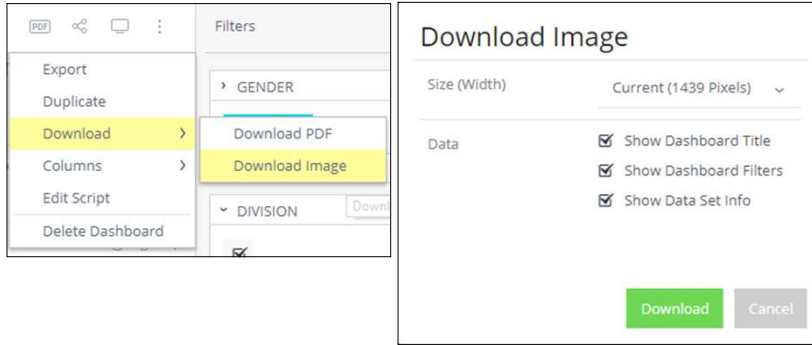 PDF
Filters
Export
Duplicate
Download
Columns
Edit Script
Delete Dashboard
GENDER
Download PDF
Download Image
DIVISION
Downl
Download Image
Size (Width)
Current (1439 Pixels)
Data
Show Dashboard Title
Show Dashboard Filters
Show Data Set Info
Download
Cancel